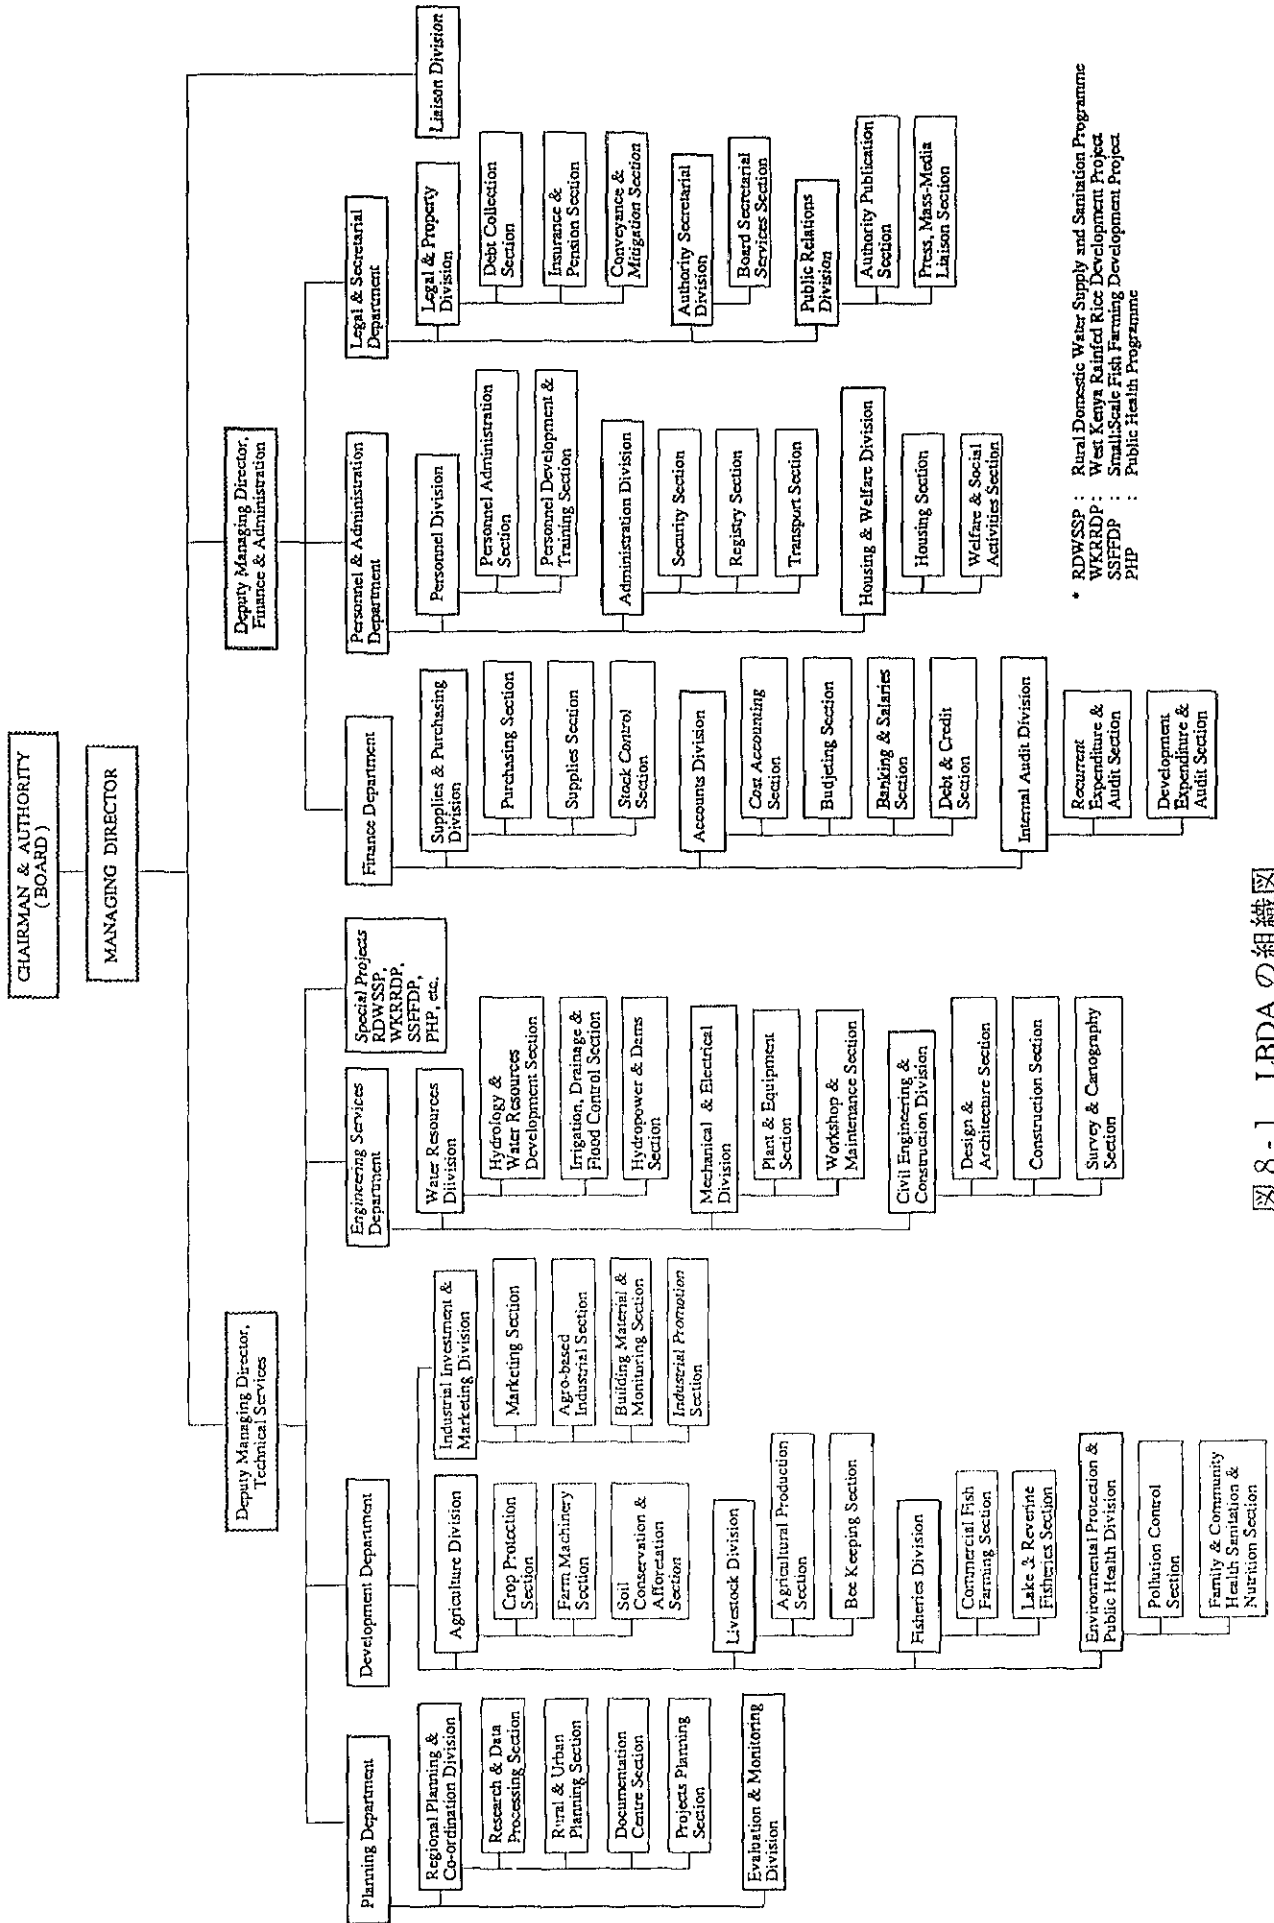 CHAIRMAN & AUTHORITY
( BOARD )
MANAGING DIRECTOR
Deputy Managing Director,
Technical Services
Deputy Managing Director,
Finance & Administration
Liaison Division
Planning Department
Regional Planning &
Co-ordination Division
Research & Data
Processing Section
Rural & Urban
Planning Section
Documentation
Centre Section
Projects Planning
Section
Evaluation & Monitoring
Division
Development Department
Agriculture Division
Crop Protection
Section
Farm Machinery
Section
Soil
Conservation &
Afforetation
Section
Livestock Division
Agricultural Production
Section
Bee Keeping Section
Fisheries Division
Commercial Fish
Farming Section
Lake & Reverine
Fisheries Section
Environmental Protection &
Public Health Division
Pollution Control
Section
Family & Community
Health Sanitation &
Nutrition Section
Industrial Investment &
Marketing Division
Marketing Section
Agro-based
Industrial Section
Building Material &
Monitoring Section
Industrial Promotion
Section
Engineering Services
Department
Water Resources
Diivision
Hydrology &
Water Resources
Development Section
Irrigation, Drainage &
Flood Control Section
Hydropower & Dams
Section
Mechanical & Electrical
Division
Plant & Equipment
Section
Workshop &
Maintenance Section
Civil Engineering &
Construction Division
Design &
Architecture Section
Construction Section
Survey & Cartography
Section
Special Projects
RDWSSP,
WKRRDP,
SSFFDP,
PHP, etc.
Finance Department
Supplies & Purchasing
Division
Purchasing Section
Supplies Section
Stock Control
Section
Accounts Division
Cost Accounting
Section
Budjeting Section
Banking & Salaries
Section
Debt & Credit
Section
Internal Audit Division
Recurrent
Expenditure &
Audit Section
Development
Expenditure &
Audit Section
Personnel & Administration
Department
Personnel Division
Personnel Administration
Section
Personnel Development &
Training Section
Administration Division
Security Section
Registry Section
Transport Section
Housing & Welfare Division
Housing Section
Welfare & Social
Activities Section
Legal & Secretarial
Department
Legal & Property
Division
Debt Collection
Section
Insurance &
Pension Section
Conveyance &
Mitigation Section
Authority Secretarial
Division
Board Secretarial
Services Section
Public Relations
Division
Authority Publication
Section
Press, Mass-Media
Liaison Section
* RDWSSP : Rural Domestic Water Supply and Sanitation Programme
WKRRDP : West Kenya Rainfed Rice Development Project
SSFFDP : Small-Scale Fish Farming Development Project
PHP : Public Health Programme
図 8 - 1 LBDA の組織図